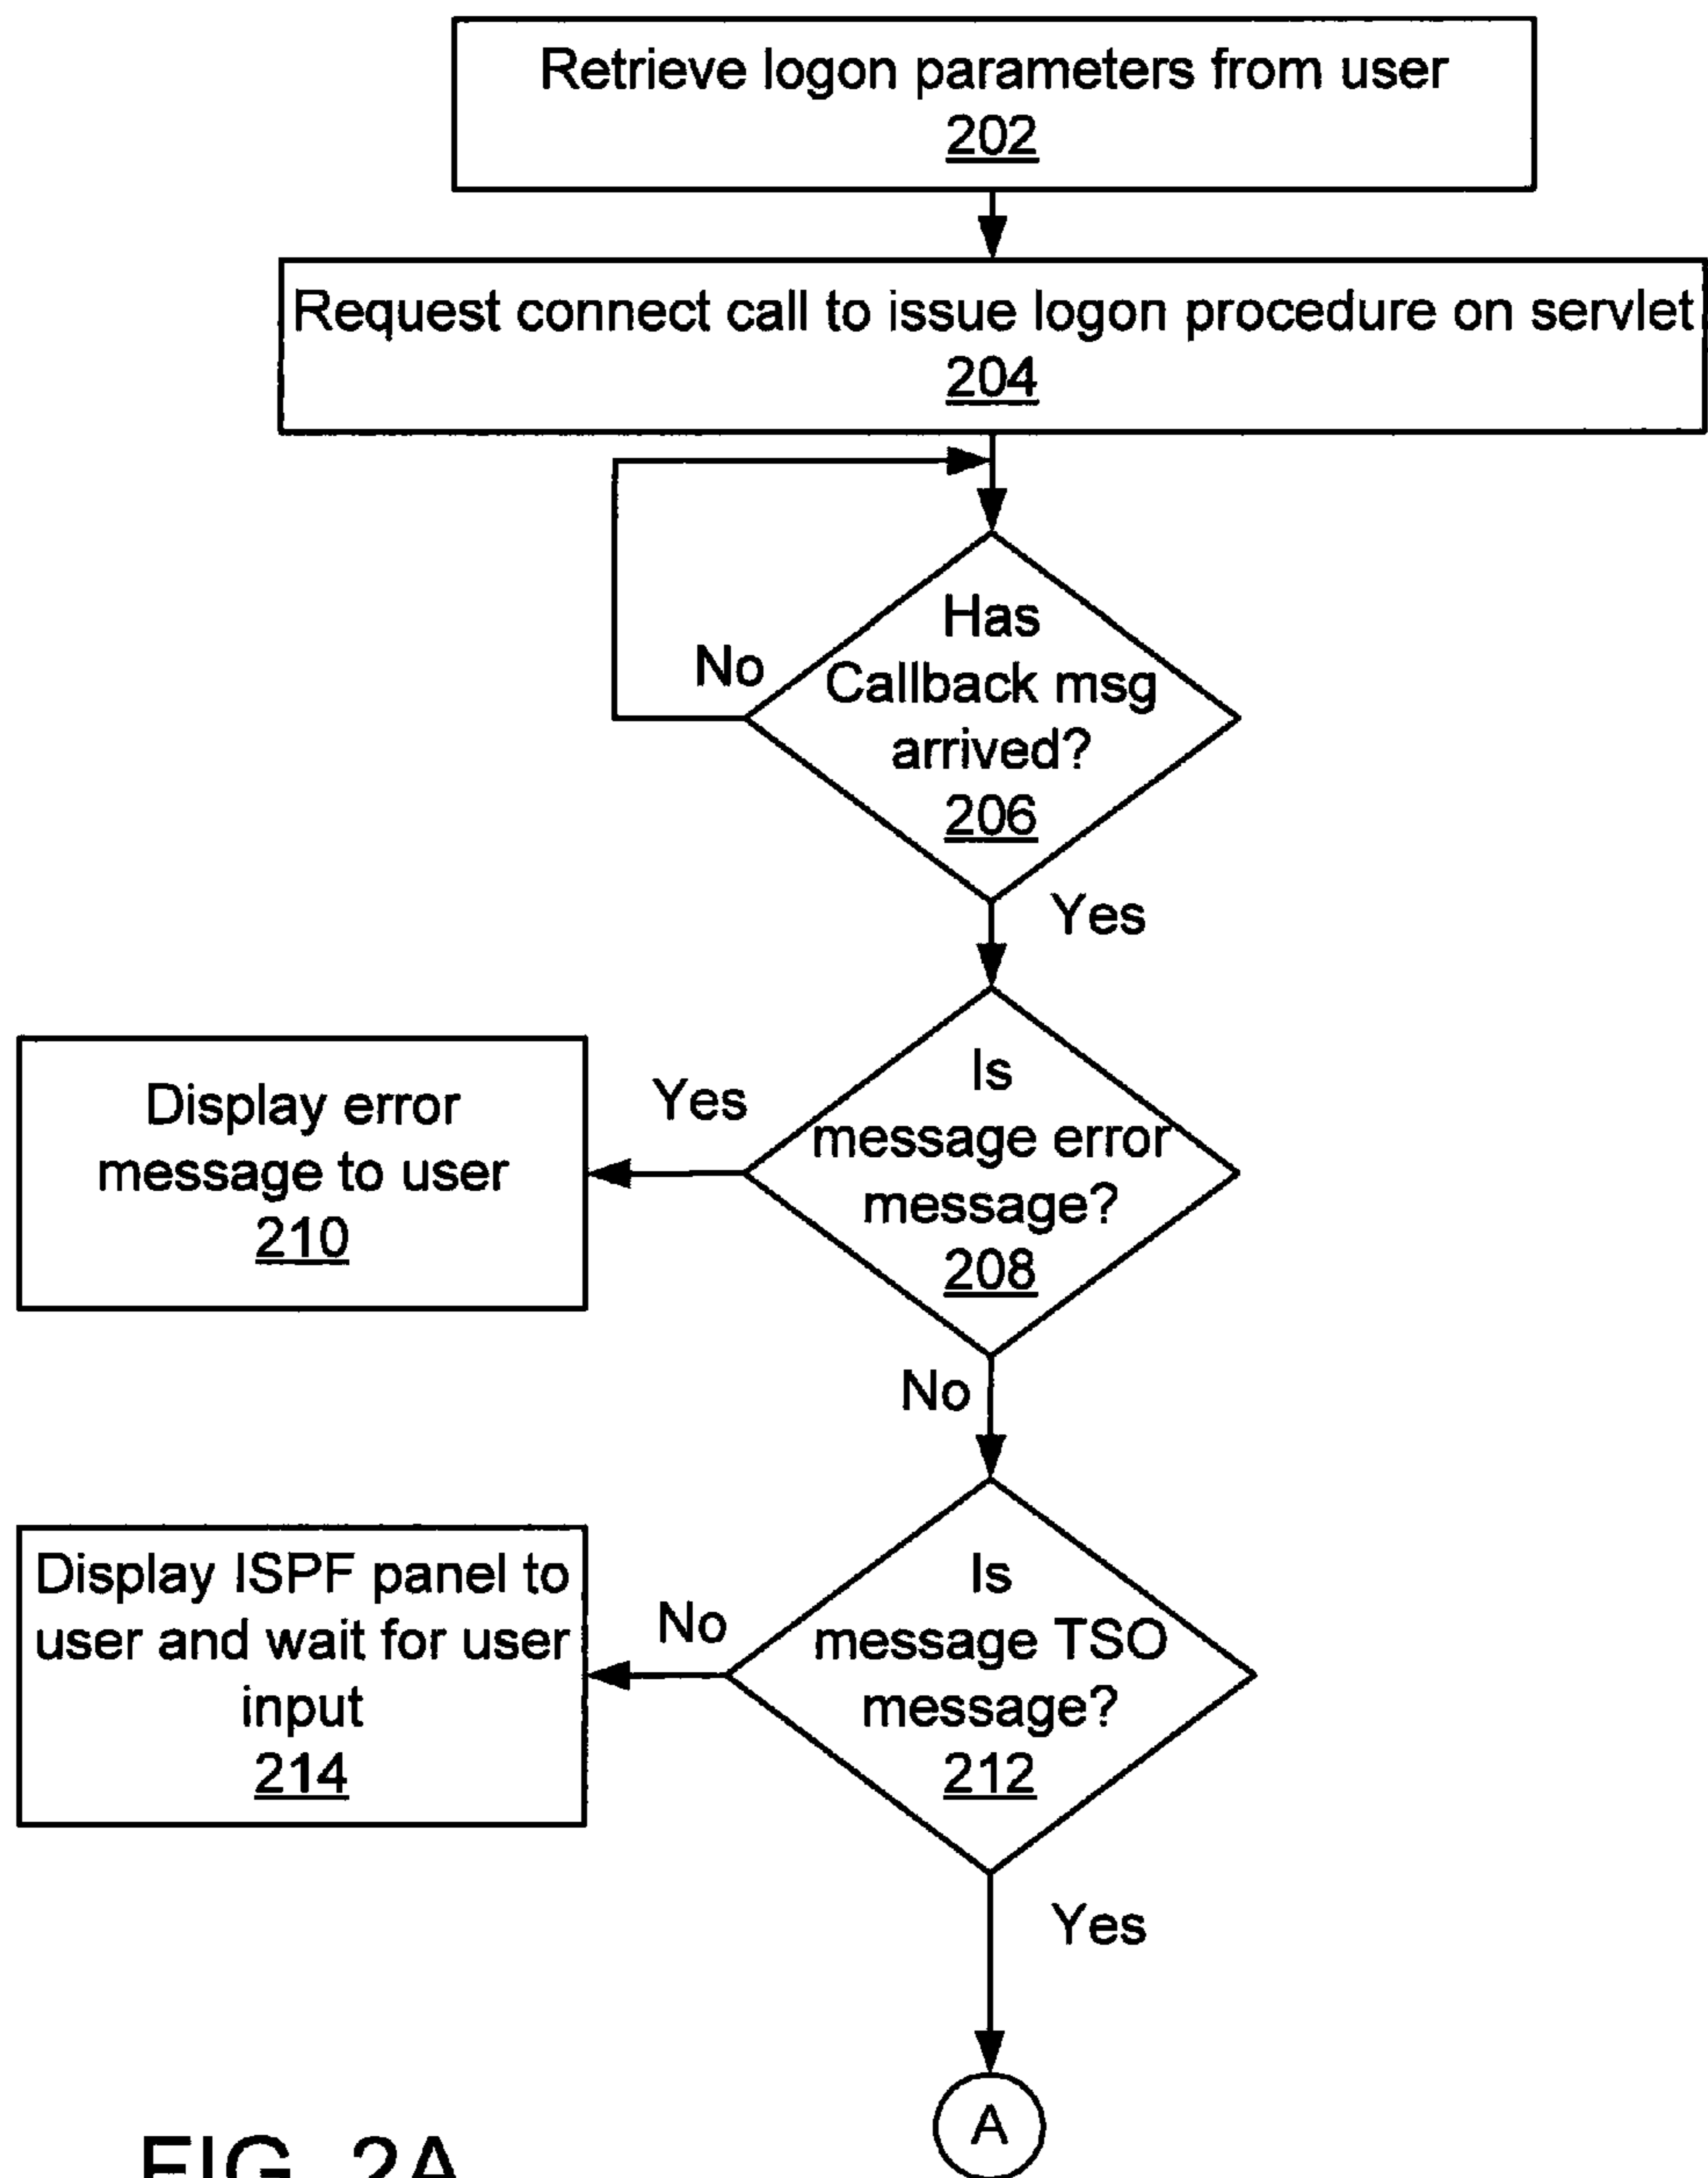 Retrieve logon parameters from user
202
Request connect call to issue logon procedure on servlet
204
Has
Callback msg
arrived?
206
No
Yes
Is
message error
message?
208
Yes
Display error
message to user
210
No
Is
message TSO
message?
212
No
Display ISPF panel to
user and wait for user
input
214
Yes
A
FIG. 2A